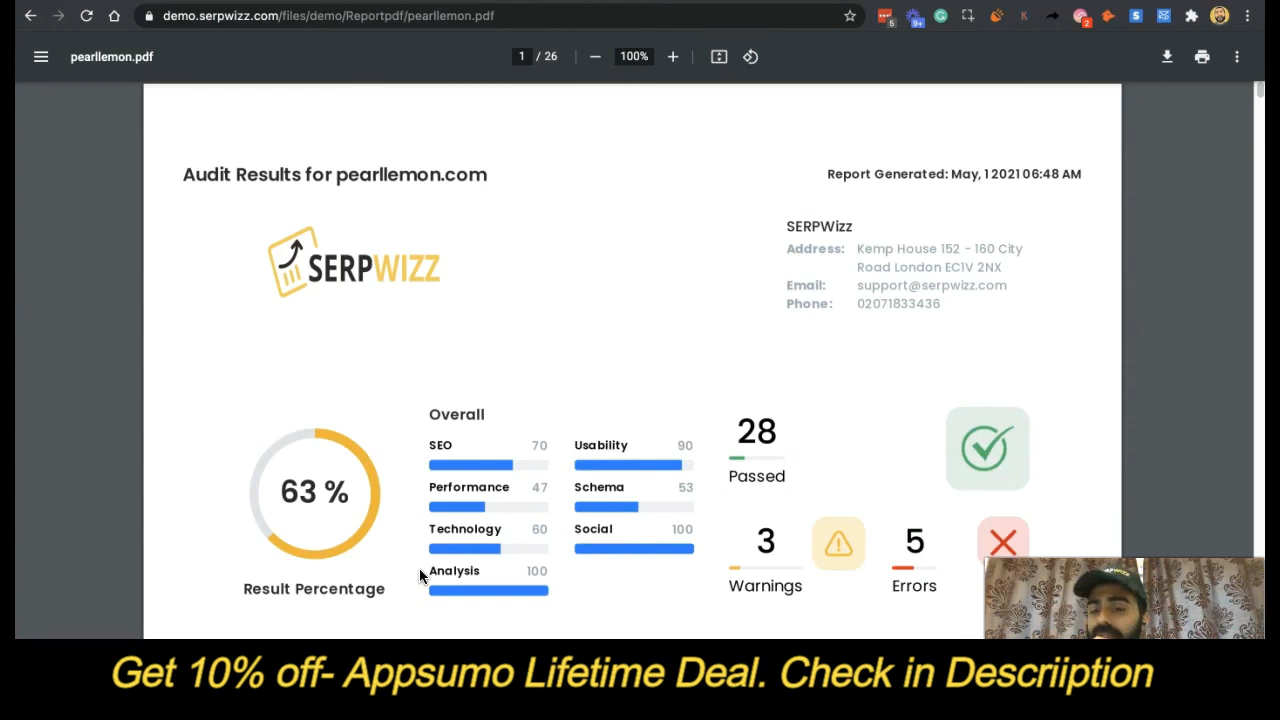 demo.serpwizz.com/files/demo/Reportpdf/pearllemon.pdf
5
9+
K
2
S
pearllemon.pdf
1 / 26
100%
Audit Results for pearllemon.com
Report Generated: May, 1 2021 06:48 AM
SERPWIZZ
SERPWizz
Address: Kemp House 152 - 160 City
Road London EC1V 2NX
Email: support@serpwizz.com
Phone: 02071833436
63 %
Result Percentage
Overall
SEO 70
Usability 90
Performance 47
Schema 53
Technology 60
Social 100
Analysis 100
28
Passed
3
Warnings
5
Errors
Get 10% off- Appsumo Lifetime Deal. Check in Descriiption